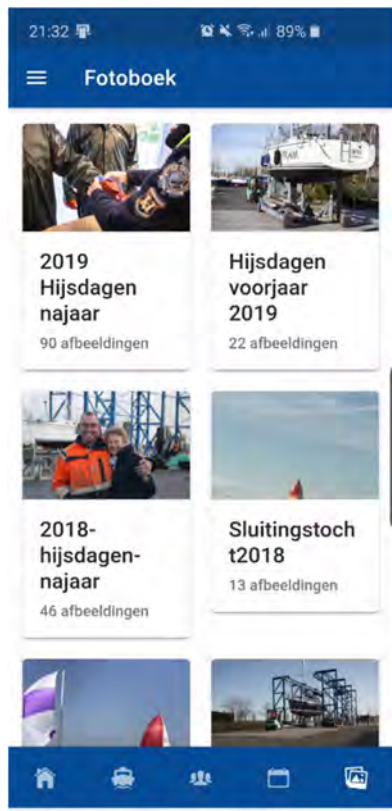 21:32
89%
Fotoboek
2019
Hijsdagen
najaar
90 afbeeldingen
Hijsdagen
voorjaar
2019
22 afbeeldingen
2018-
hijsdagen-
najaar
46 afbeeldingen
Sluitingstoch
t2018
13 afbeeldingen